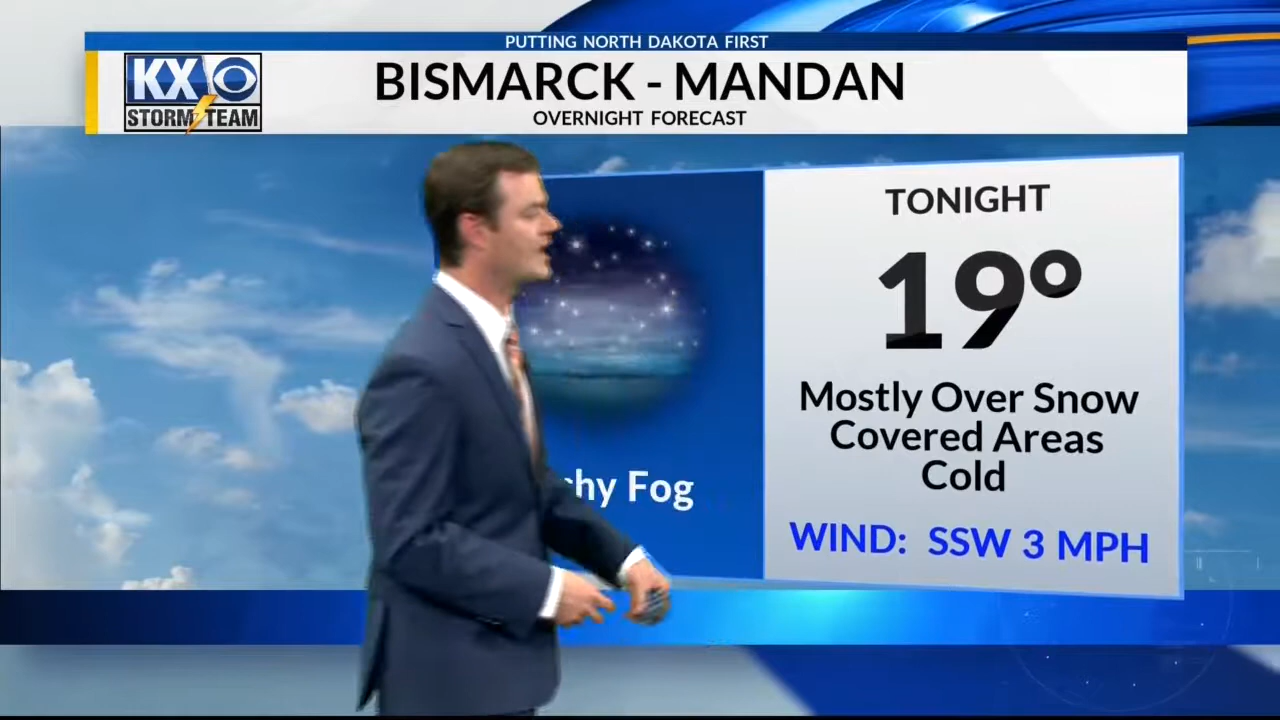 PUTTING NORTH DAKOTA FIRST
KX
STORM TEAM
BISMARCK - MANDAN
OVERNIGHT FORECAST
TONIGHT
19°
Mostly Over Snow
Covered Areas
Cold
WIND: SSW 3 MPH
Fog